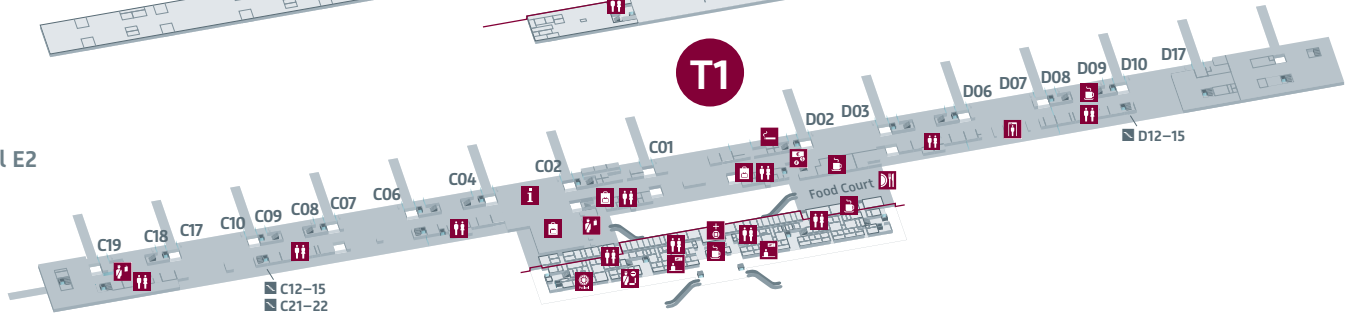 T1
D17
D10
D09
D08
D07
D06
D03
D02
D12–15
l E2
C01
C02
C04
Food Court
C06
C07
C08
C09
C10
C17
C18
C19
C12–15
C21–22